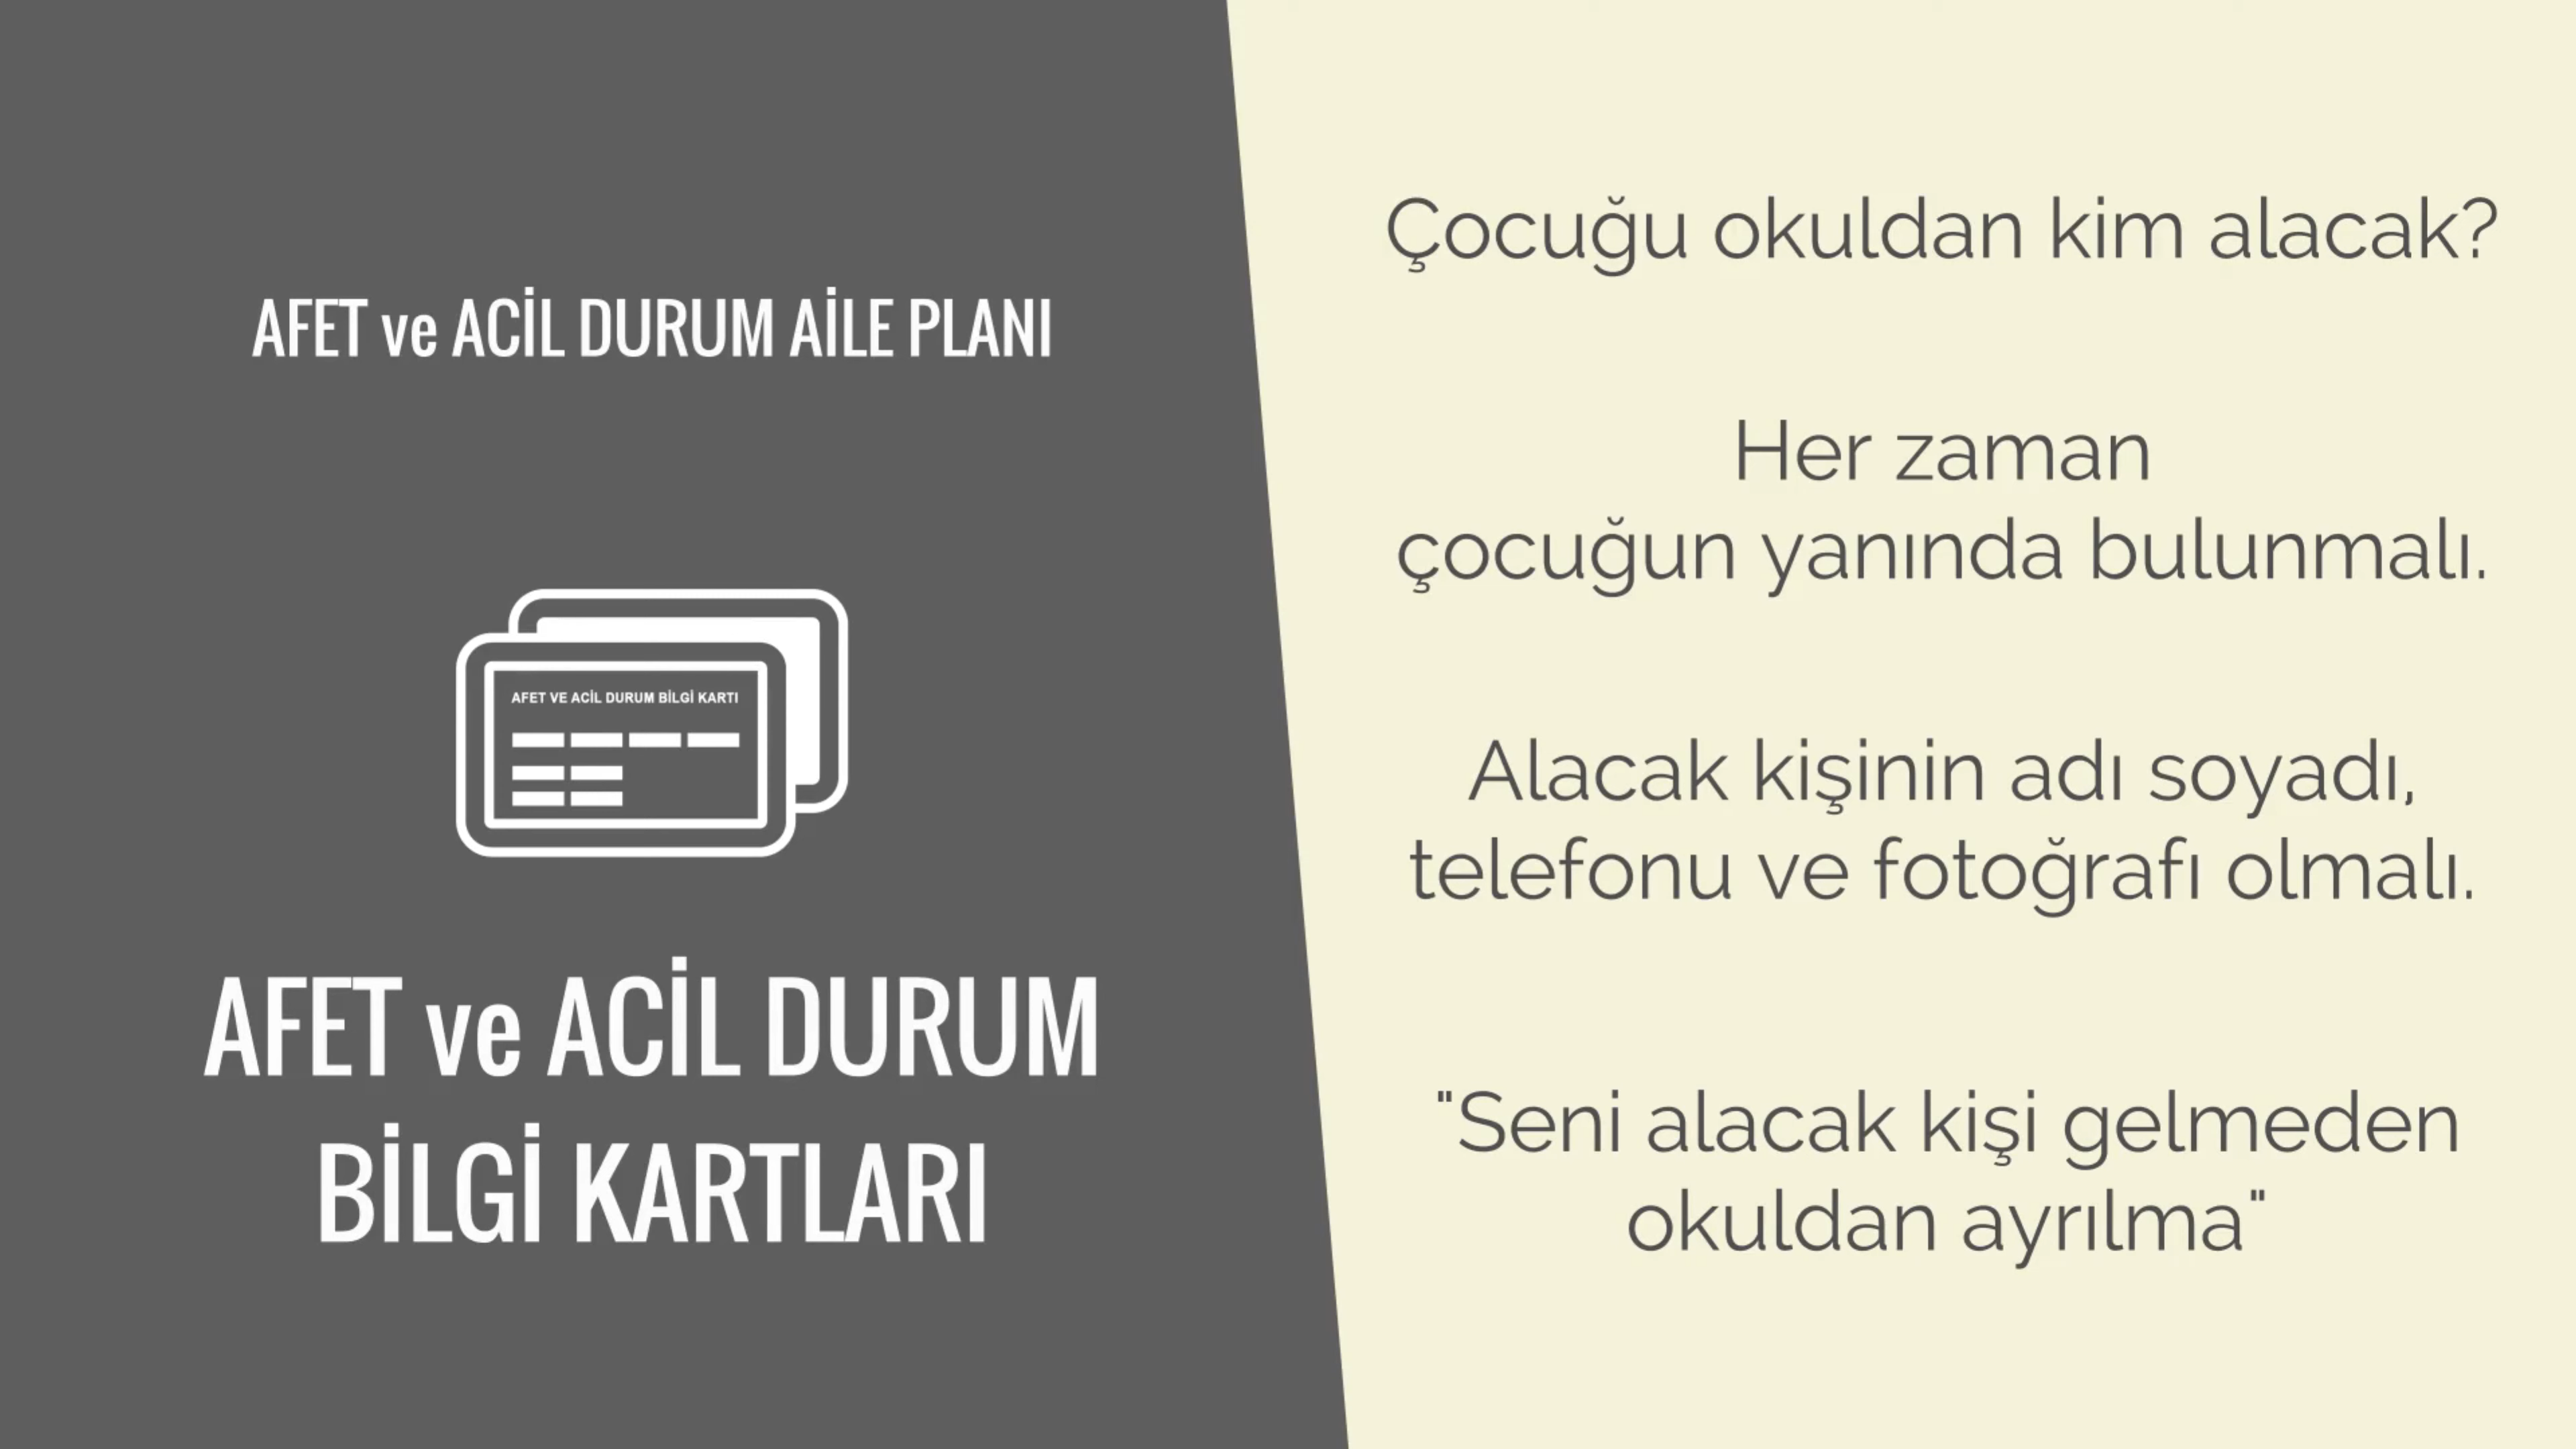 AFET ve ACİL DURUM AİLE PLANI
AFET VE ACİL DURUM BİLGİ KARTI
AFET ve ACİL DURUM
BİLGİ KARTLARI
Çocuğu okuldan kim alacak?
Her zaman
çocuğun yanında bulunmalı.
Alacak kişinin adı soyadı,
telefonu ve fotoğrafı olmalı.
"Seni alacak kişi gelmeden
okuldan ayrılma"